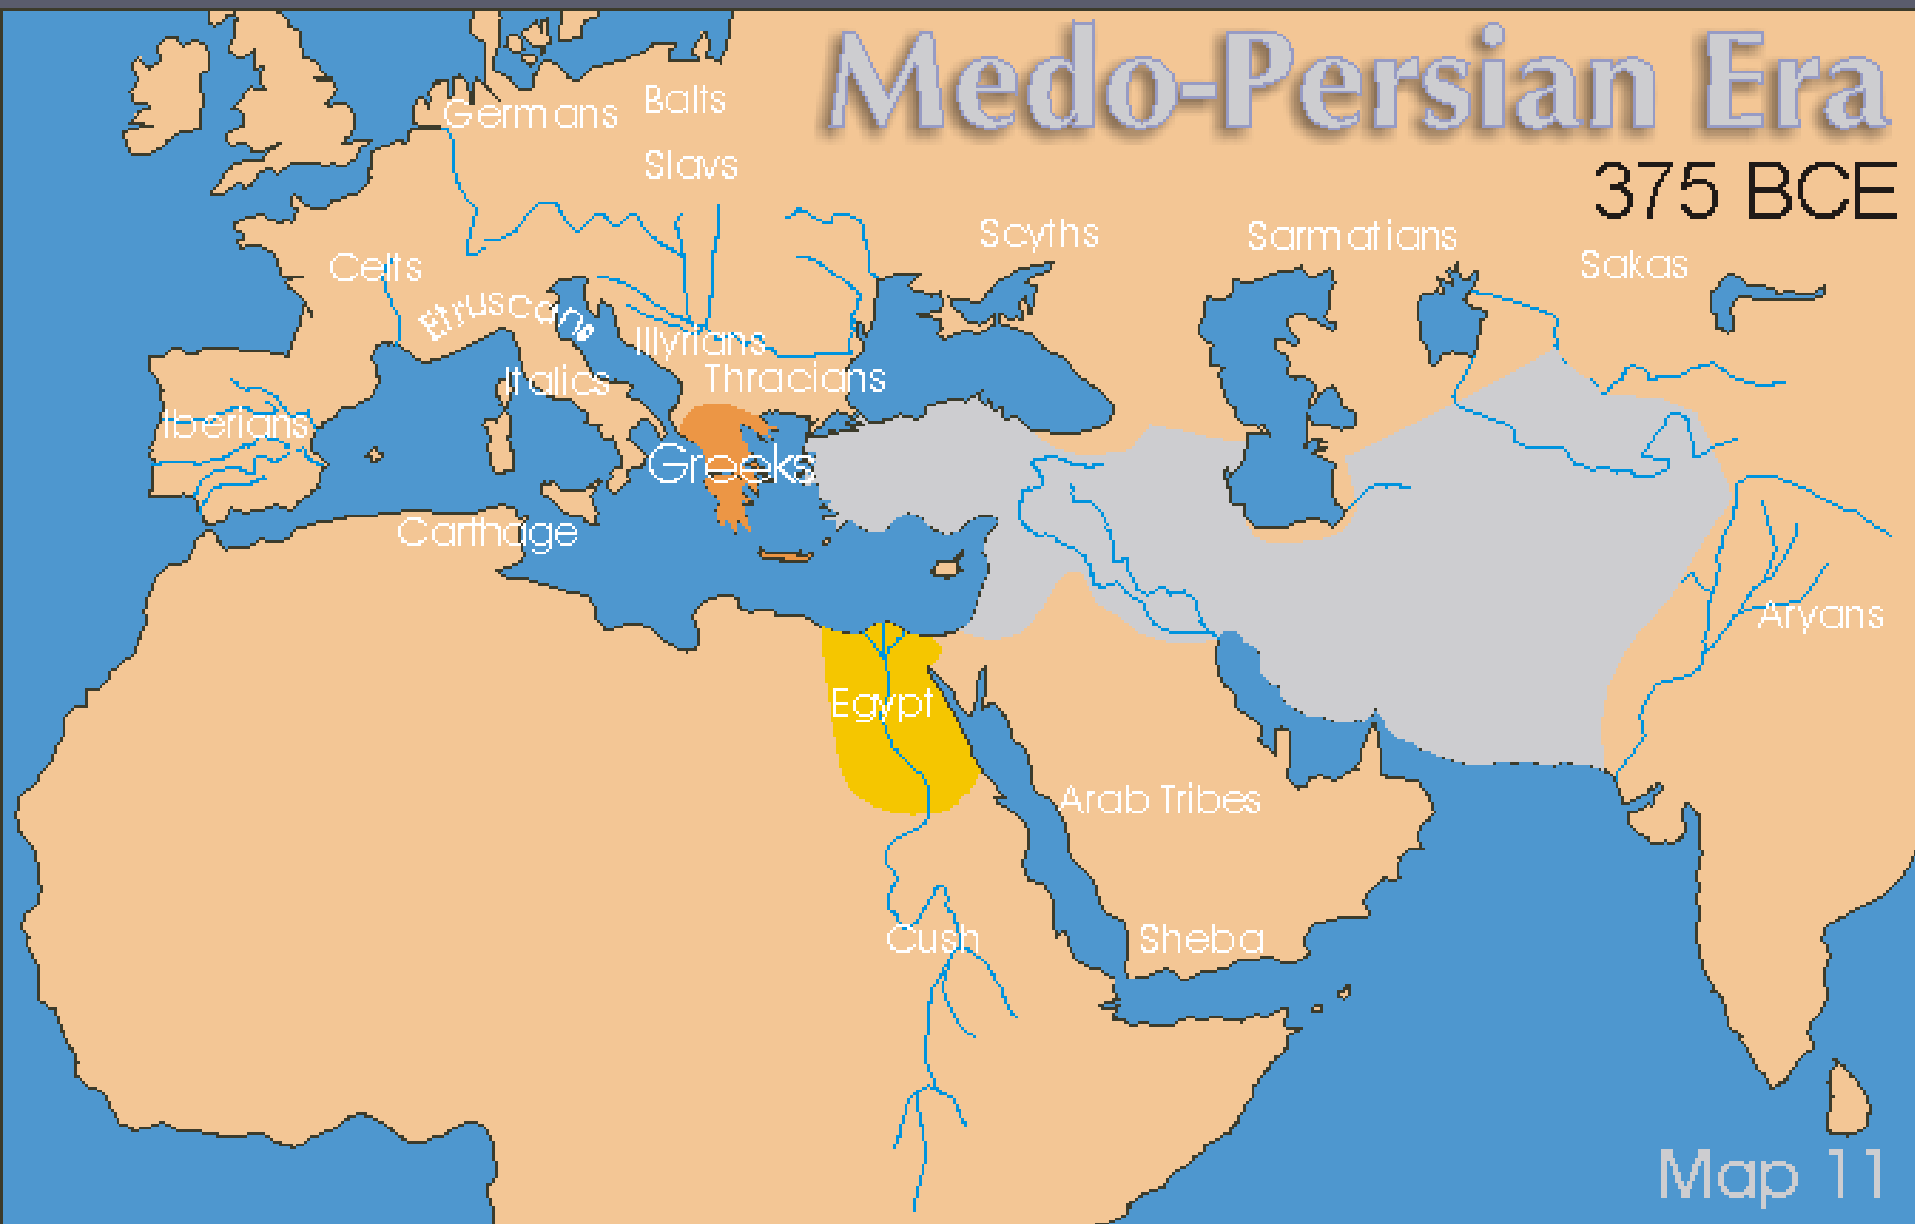 Medo-Persian Era
375 BCE
Germans
Balts
Slavs
Scyths
Sarmatians
Sakas
Celts
Etruscans
Illyrians
Thracians
Italics
Iberians
Greeks
Carthage
Aryans
Egypt
Arab Tribes
Cush
Sheba
Map 11